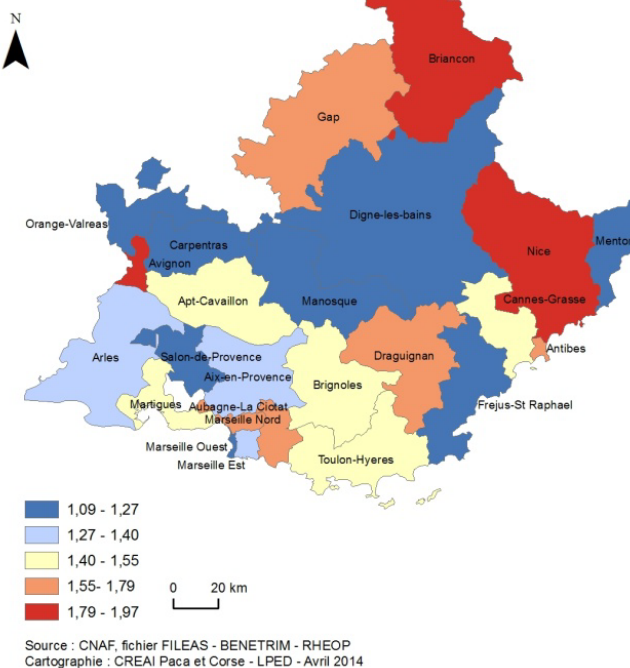 N
Briancon
Gap
Digne-les-bains
Orange-Valreas
Carpentras
Avignon
Nice
Menton
Apt-Cavaillon
Manosque
Cannes-Grasse
Arles
Salon-de-Provence
Aix-en-Provence
Draguignan
Antibes
Brignoles
Martigues
Aubagne-La Ciotat
Marseille Nord
Frejus-St Raphael
Marseille Ouest
Marseille Est
Toulon-Hyeres
1,09 - 1,27
1,27 - 1,40
1,40 - 1,55
1,55- 1,79
1,79 - 1,97
0 20 km
Source : CNAF, fichier FILEAS - BENETRIM - RHEOP
Cartographie : CREAI Paca et Corse - LPED - Avril 2014